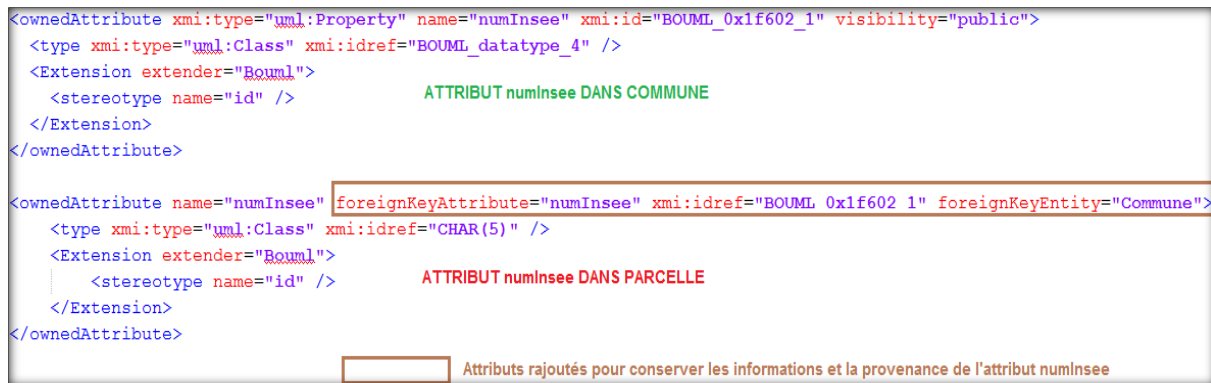 <ownedAttribute xmi:type="uml:Property" name="numInsee" xmi:id="BOUML_0x1f602_1" visibility="public">
<type xmi:type="uml:Class" xmi:idref="BOUML_datatype_4" />
<Extension extender="Bouml">
<stereotype name="id" />
ATTRIBUT numInsee DANS COMMUNE
</Extension>
</ownedAttribute>
<ownedAttribute name="numInsee" foreignKeyAttribute="numInsee" xmi:idref="BOUML_0x1f602_1" foreignKeyEntity="Commune">
<type xmi:type="uml:Class" xmi:idref="CHAR(5)" />
<Extension extender="Bouml">
<stereotype name="id" />
ATTRIBUT numInsee DANS PARCELLE
</Extension>
</ownedAttribute>
Attributs rajoutés pour conserver les informations et la provenance de l'attribut numInsee